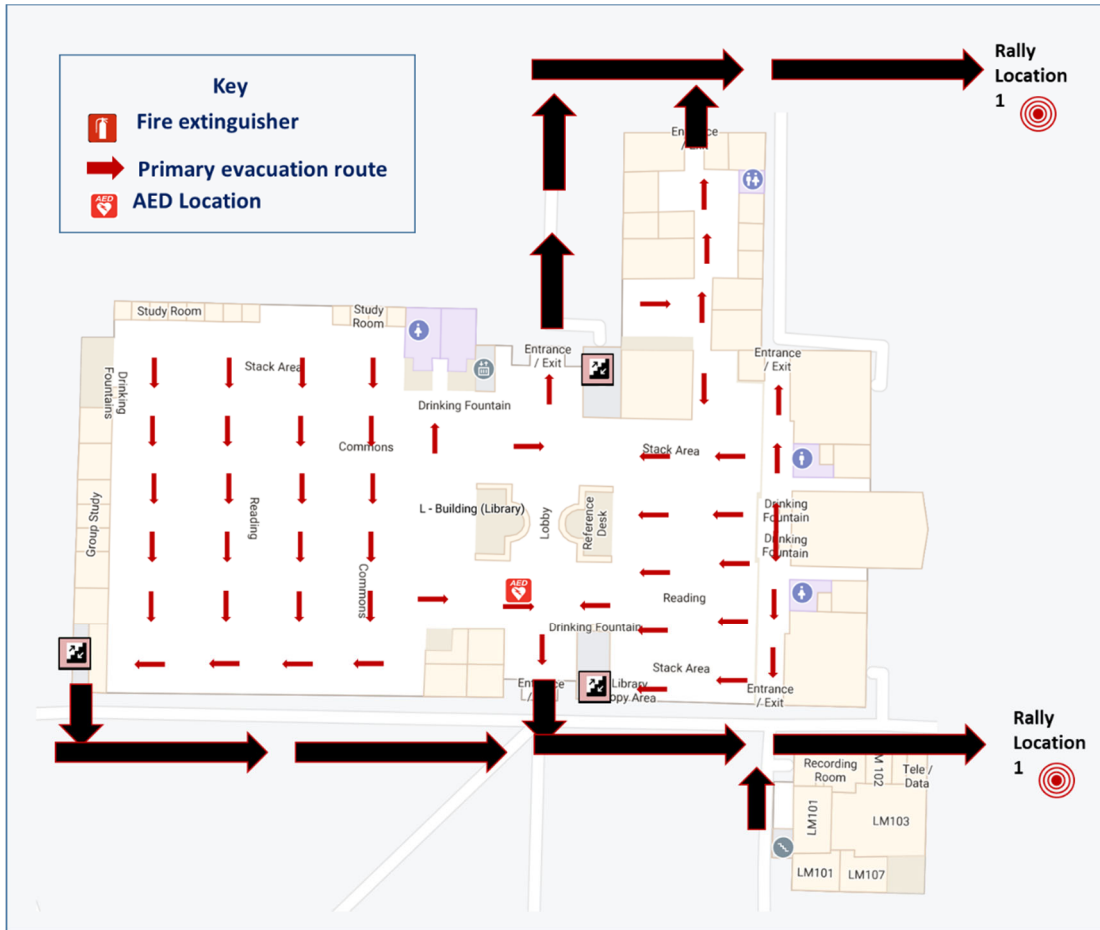 Key
Fire extinguisher
Primary evacuation route
AED
AED Location
Rally
Location
1
Entrance
/ Exit
Study Room
Study
Room
Entrance
/ Exit
Entrance
/ Exit
Stack Area
Drinking
Fountains
Drinking Fountain
Commons
Stack Area
Group Study
Reading
L - Building (Library)
Lobby
Reference
Desk
Drinking
Fountain
Drinking
Fountain
Commons
AED
Reading
Drinking Fountain
Stack Area
Entrance
Library
Area
Entrance
/ Exit
Rally
Location
1
Recording
Room
102
Tele /
Data
LM101
LM103
LM101
LM107